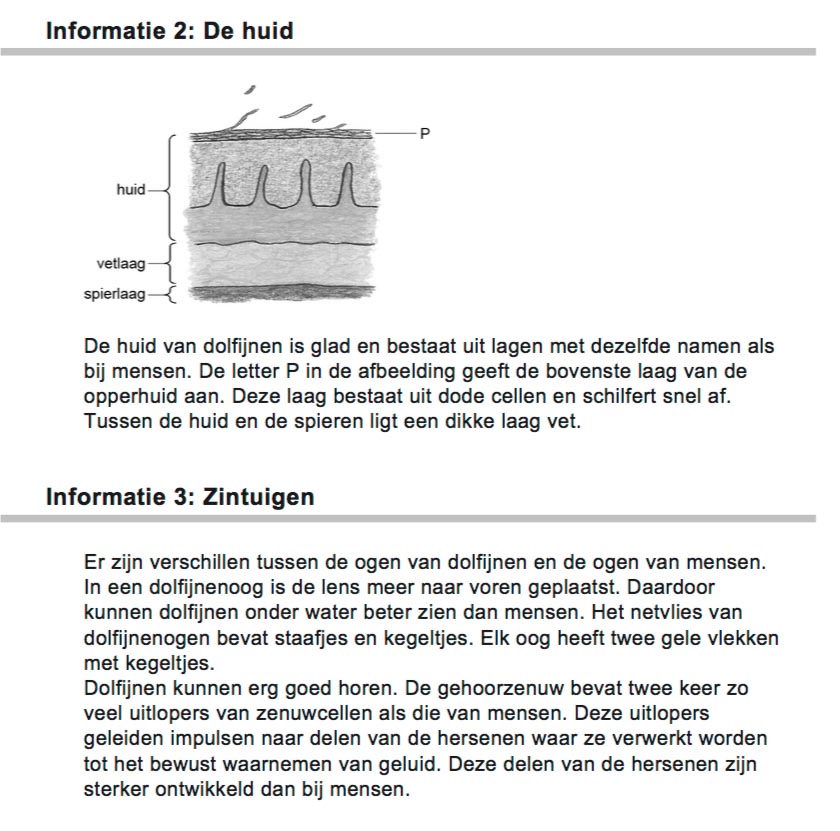 Informatie 2: De huid
P
huid
vetlaag
spierlaag
De huid van dolfijnen is glad en bestaat uit lagen met dezelfde namen als
bij mensen. De letter P in de afbeelding geeft de bovenste laag van de
opperhuid aan. Deze laag bestaat uit dode cellen en schilfert snel af.
Tussen de huid en de spieren ligt een dikke laag vet.
Informatie 3: Zintuigen
Er zijn verschillen tussen de ogen van dolfijnen en de ogen van mensen.
In een dolfijnenoog is de lens meer naar voren geplaatst. Daardoor
kunnen dolfijnen onder water beter zien dan mensen. Het netvlies van
dolfijnenogen bevat staafjes en kegeltjes. Elk oog heeft twee gele vlekken
met kegeltjes.
Dolfijnen kunnen erg goed horen. De gehoorzenuw bevat twee keer zo
veel uitlopers van zenuwcellen als die van mensen. Deze uitlopers
geleiden impulsen naar delen van de hersenen waar ze verwerkt worden
tot het bewust waarnemen van geluid. Deze delen van de hersenen zijn
sterker ontwikkeld dan bij mensen.